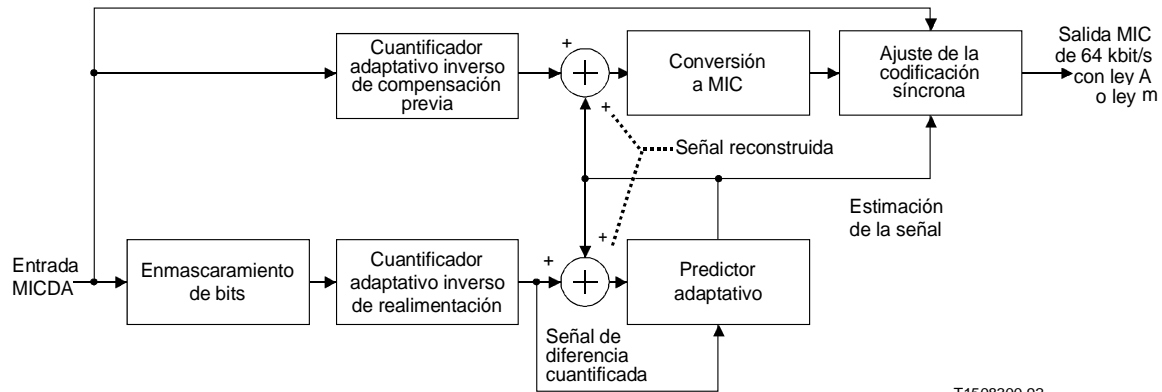 Cuantificador
adaptativo inverso
de compensación
previa
+
Conversión
a MIC
Ajuste de la
codificación
síncrona
Salida MIC
de 64 kbit/s
con ley A
o ley m
+
Señal reconstruida
Estimación
de la señal
Entrada
MICDA
Enmascaramiento
de bits
Cuantificador
adaptativo inverso
de realimentación
+
+
Predictor
adaptativo
Señal de
diferencia
cuantificada
T1508300-92